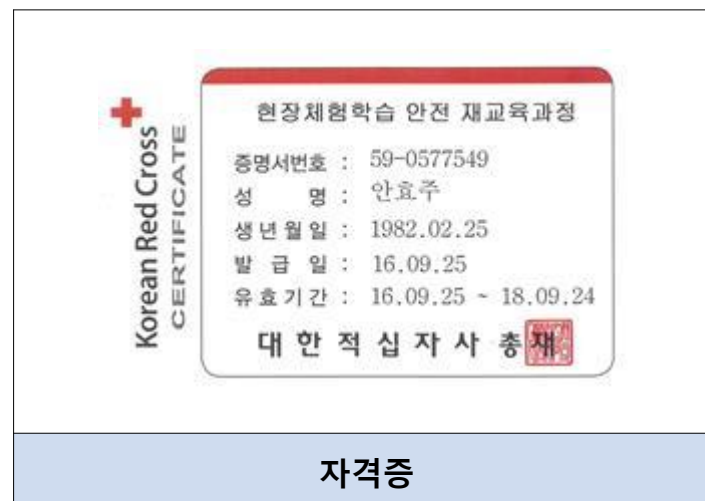 Korean Red Cross
CERTIFICATE
현장체험학습 안전 재교육과정
증명서번호 : 59-0577549
성 명 : 안효주
생년월일 : 1982.02.25
발 급 일 : 16.09.25
유효기간 : 16.09.25 ~ 18.09.24
대 한 적 십 자 사 총 재
자격증